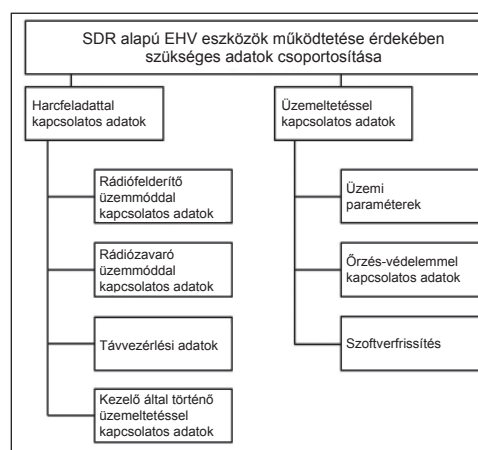 SDR alapú EHV eszközök működtetése érdekében
szükséges adatok csoportosítása
Harcfeladattal
kapcsolatos adatok
Rádiófelderítő
üzemmóddal
kapcsolatos adatok
Rádiózavaró
üzemmóddal
kapcsolatos adatok
Távvezérlési adatok
Kezelő által történő
üzemeltetéssel
kapcsolatos adatok
Üzemeltetéssel
kapcsolatos adatok
Üzemi
paraméterek
Őrzés-védelemmel
kapcsolatos adatok
Szoftverfrissítés